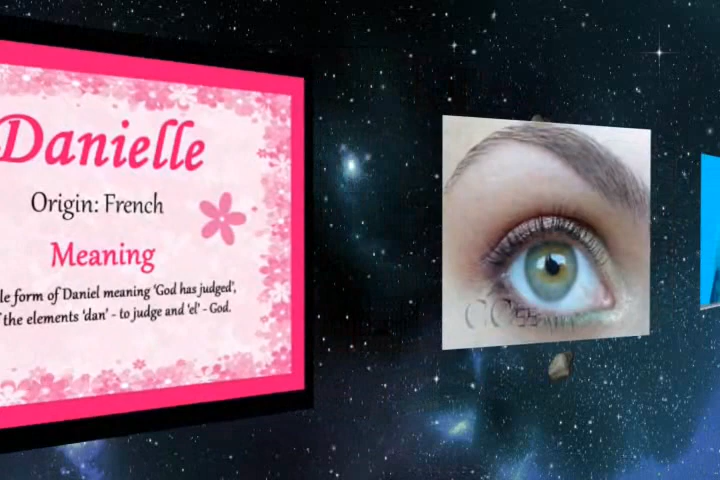 Danielle
Origin: French
Meaning
le form of Daniel meaning 'God has judged',
the elements 'dan' - to judge and 'el' - God.